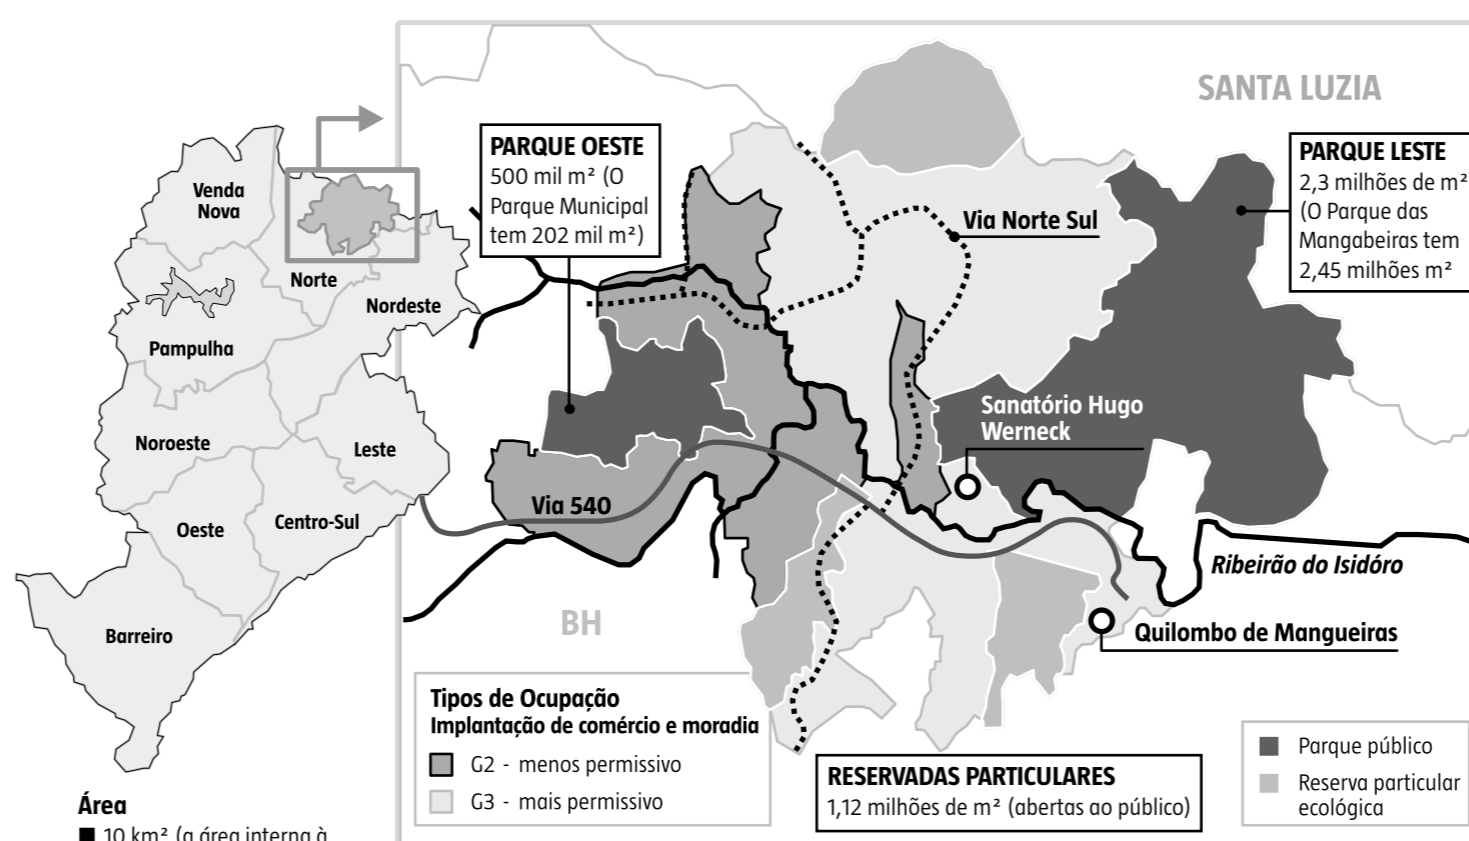 Venda
Nova
Norte
Nordeste
Pampulha
Noroeste
Leste
Oeste
Centro-Sul
Barreiro
Área
■ 10 km² (a área interna à
PARQUE OESTE
500 mil m² (O
Parque Municipal
tem 202 mil m²)
SANTA LUZIA
PARQUE LESTE
2,3 milhões de m²
(O Parque das
Mangabeiras tem
2,45 milhões m²
Via Norte Sul
Sanatório Hugo
Werneck
Via 540
Ribeirão do Isidóro
BH
Quilombo de Mangueiras
Tipos de Ocupação
Implantação de comércio e moradia
G2 - menos permissivo
G3 - mais permissivo
RESERVADAS PARTICULARES
1,12 milhões de m² (abertas ao público)
Parque público
Reserva particular
ecológica